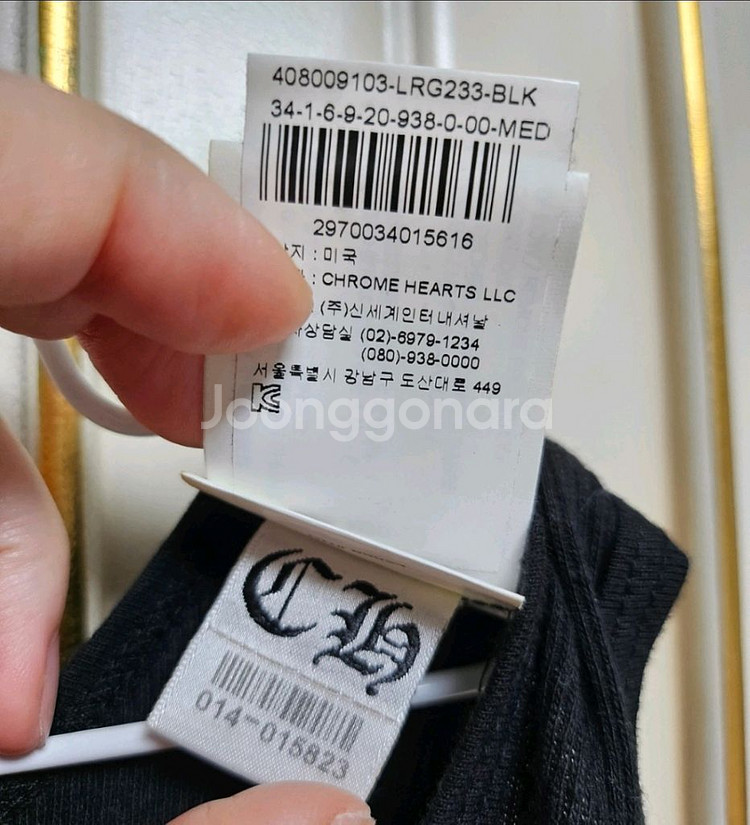 408009103-LRG233-BLK
34-1-6-9-20-938-0-00-MED
2970034015616
: 미국
: CHROME HEARTS LLC
(주)신세계인터내셔날
상담실 (02)-6979-1234
(080)-938-0000
서울특별시 강남구 도산대로 449
Joonggonara
CH
014-015823